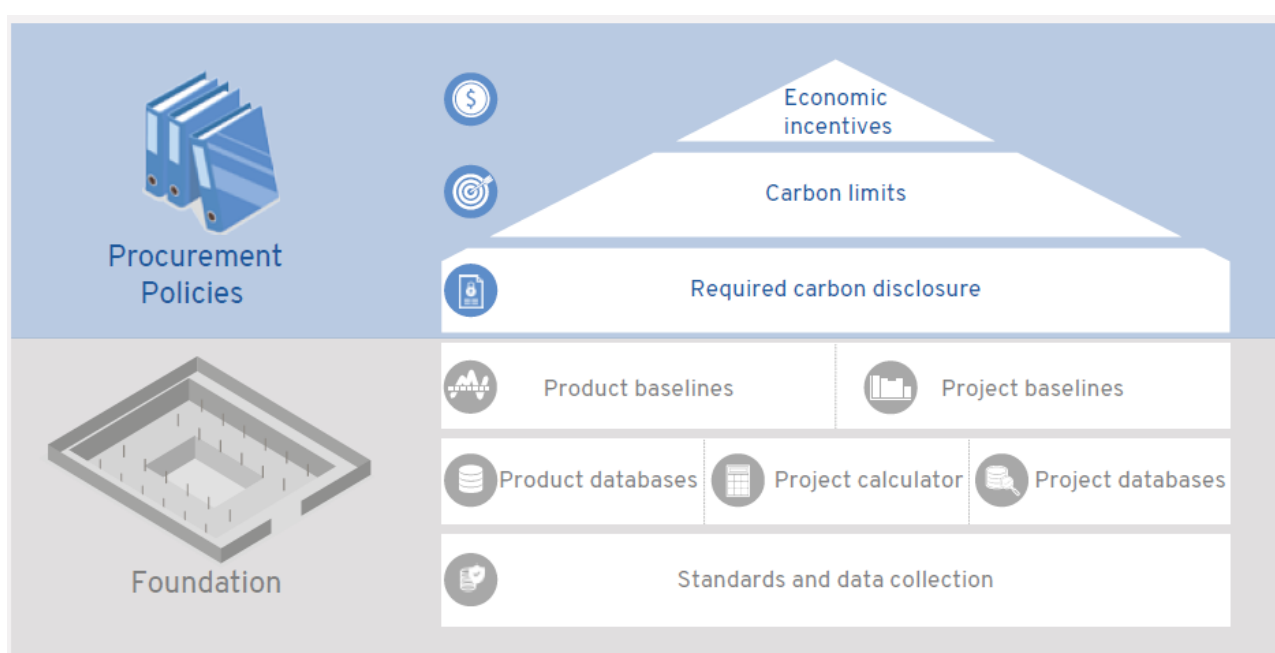 Economic
incentives
Carbon limits
Procurement
Policies
Required carbon disclosure
Product baselines
Project baselines
Product databases
Project calculator
Project databases
Foundation
Standards and data collection